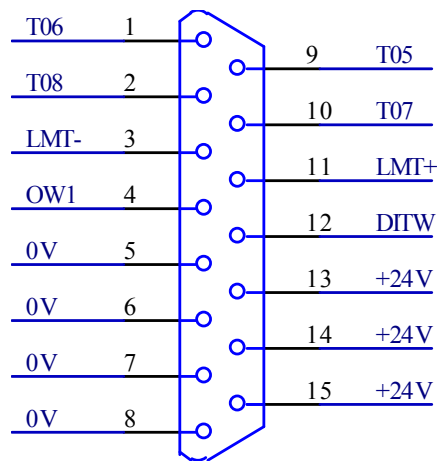 T06 1
9 T05
T08 2
10 T07
LMT- 3
11 LMT+
OW1 4
12 DITW
0V 5
13 +24V
0V 6
14 +24V
0V 7
15 +24V
0V 8